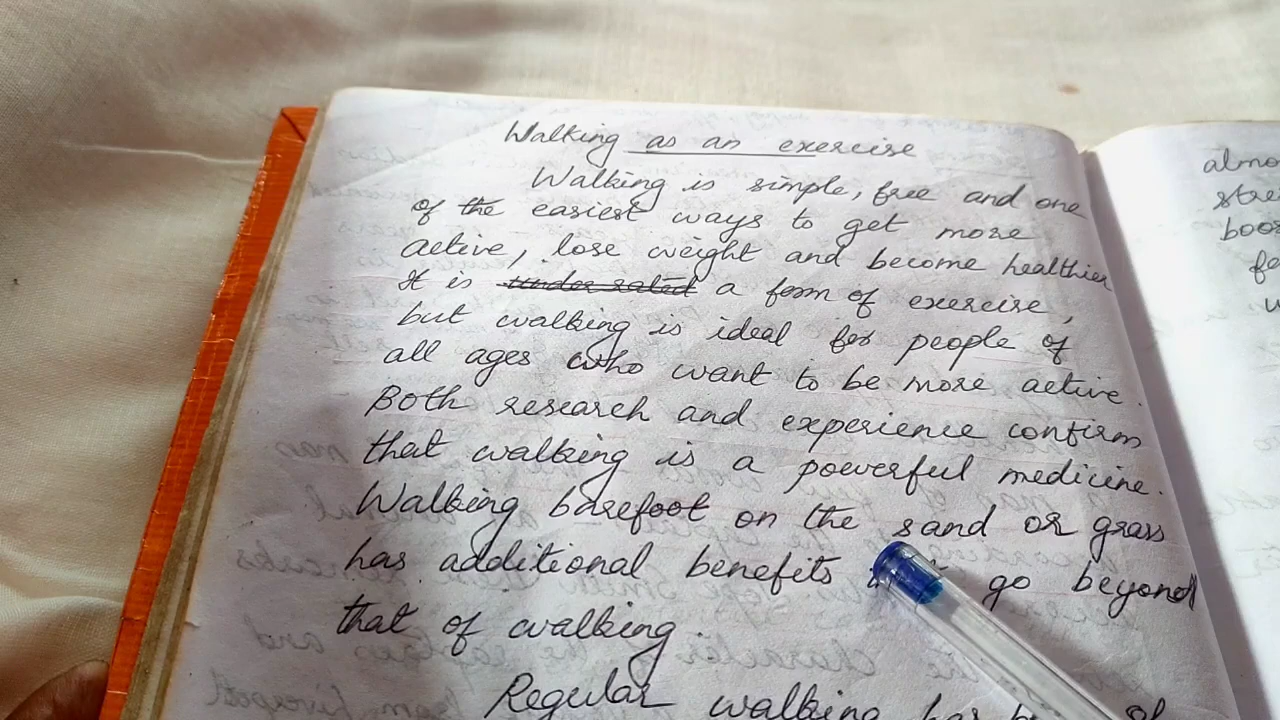 Walking as an exercise
Walking is simple, free and one
of the easiest ways to get more
active, lose weight and become healthier
It is under rated a form of exercise,
but walking is ideal for people of
all ages who want to be more active.
Both research and experience confirm
that walking is a powerful medicine.
Walking barefoot on the sand or grass
has additional benefits go beyond
that of walking.
Regular walking has